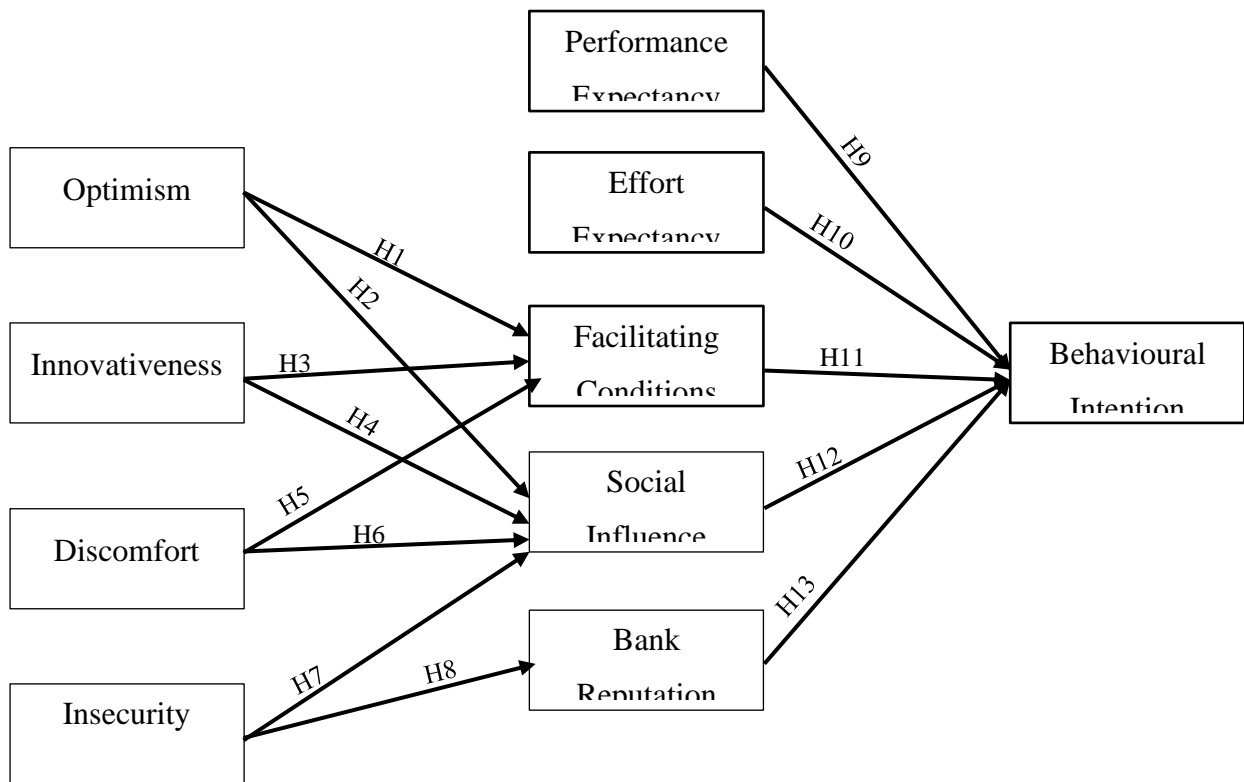 Performance
Expectancy
Optimism
Effort
Expectancy
H9
H10
H1
H2
Innovativeness
H3
Facilitating
Conditions
H11
Behavioural
Intention
H4
H5
Discomfort
H6
Social
Influence
H12
H7
H8
Bank
Reputation
H13
Insecurity